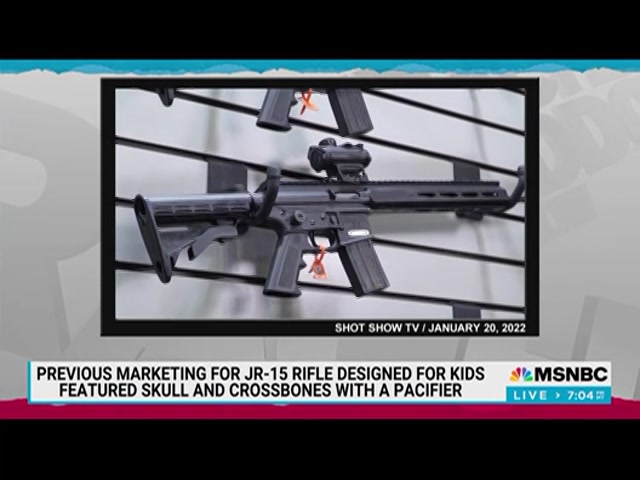 SHOT SHOW TV / JANUARY 20, 2022
PREVIOUS MARKETING FOR JR-15 RIFLE DESIGNED FOR KIDS
FEATURED SKULL AND CROSSBONES WITH A PACIFIER
MSNBC
LIVE > 7:04